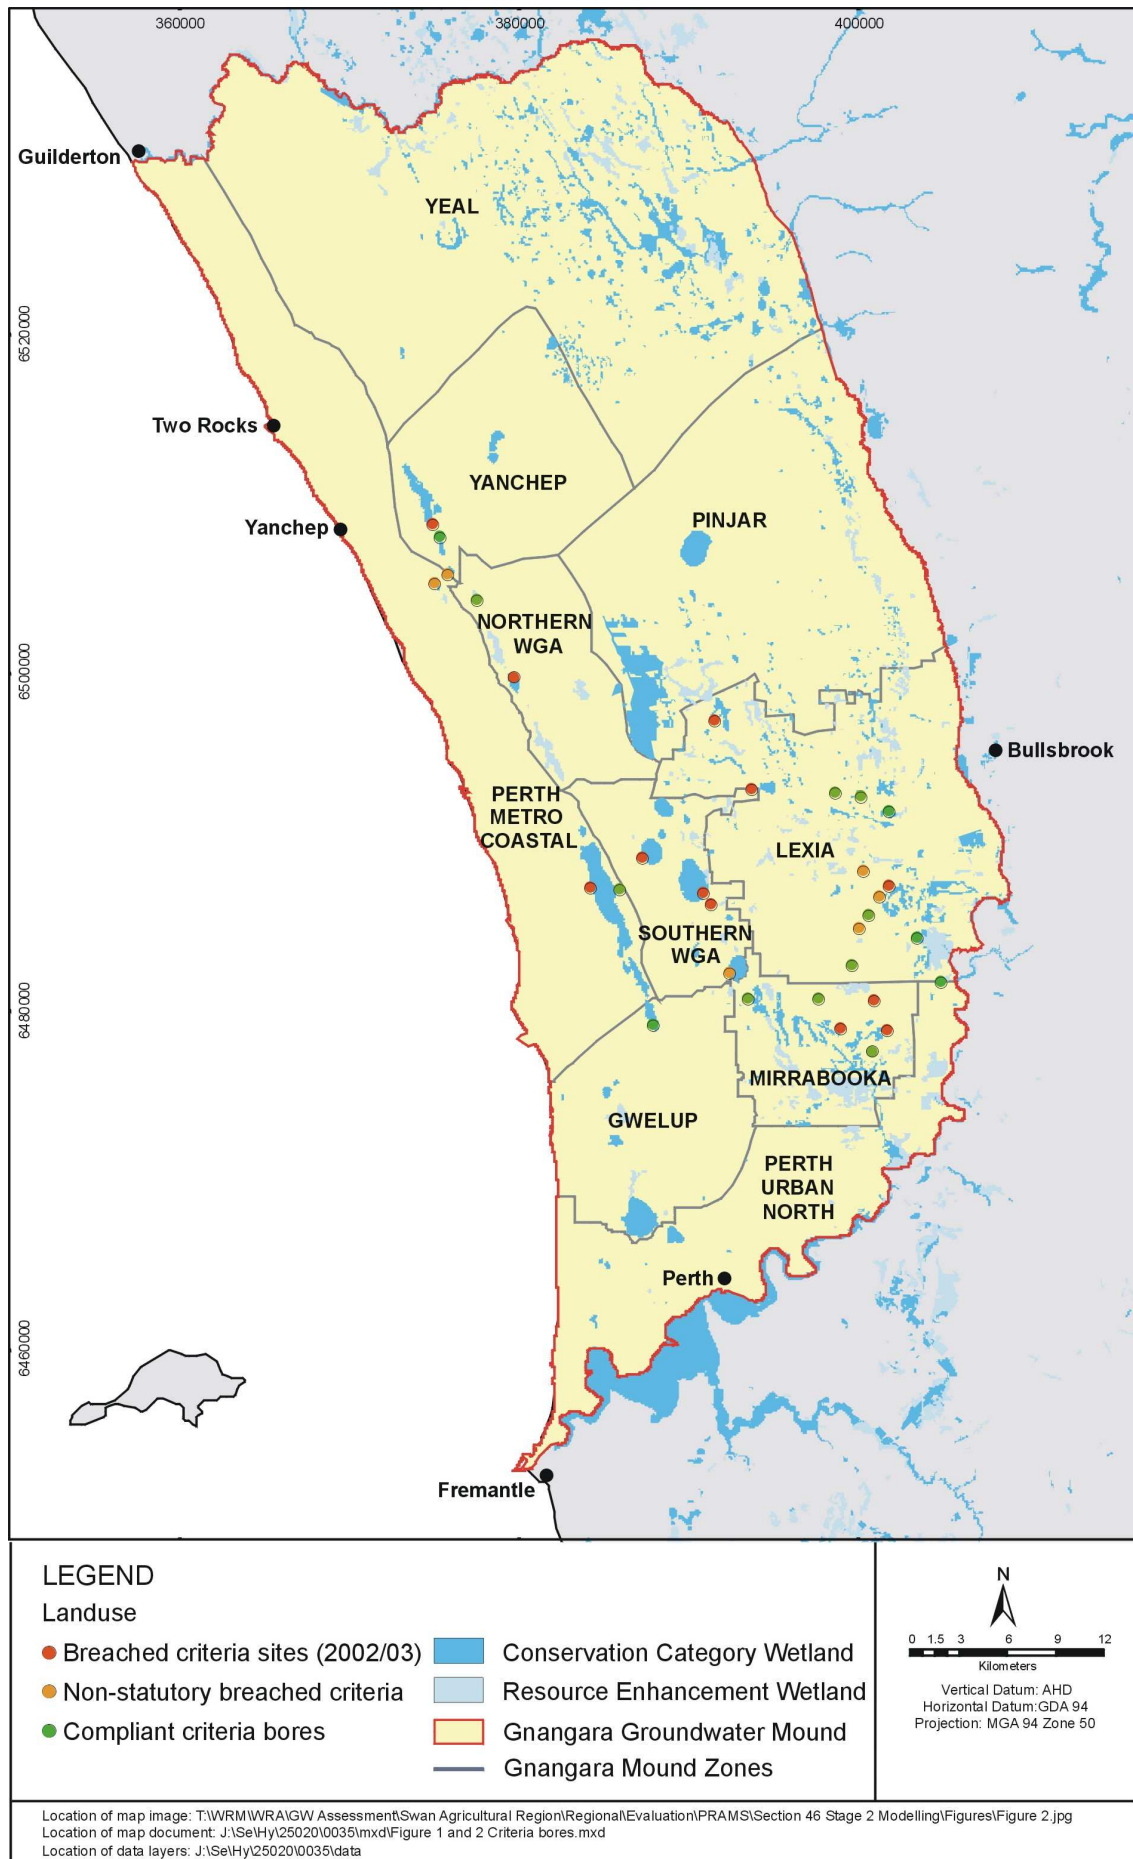 360000
380000
400000
Guilderton
YEAL
6520000
Two Rocks
YANCHEP
Yanchep
PINJAR
NORTHERN
WGA
6500000
Bullsbrook
PERTH
METRO
COASTAL
LEXIA
SOUTHERN
WGA
6480000
MIRRABOOKA
GWELUP
PERTH
URBAN
NORTH
Perth
6460000
Fremantle
LEGEND
Landuse
Breached criteria sites (2002/03)
Non-statutory breached criteria
Compliant criteria bores
Conservation Category Wetland
Resource Enhancement Wetland
Gnangara Groundwater Mound
Gnangara Mound Zones
N
0 1.5 3 6 9 12
Kilometers
Vertical Datum: AHD
Horizontal Datum:GDA 94
Projection: MGA 94 Zone 50
Location of map image: T:\WRM\WRA\GW Assessment\Swan Agricultural Region\Regional\Evaluation\PRAMS\Section 46 Stage 2 Modelling\Figures\Figure 2.jpg
Location of map document: J:\Se\Hy\25020\0035\mxd\Figure 1 and 2 Criteria bores.mxd
Location of data layers: J:\Se\Hy\25020\0035\data